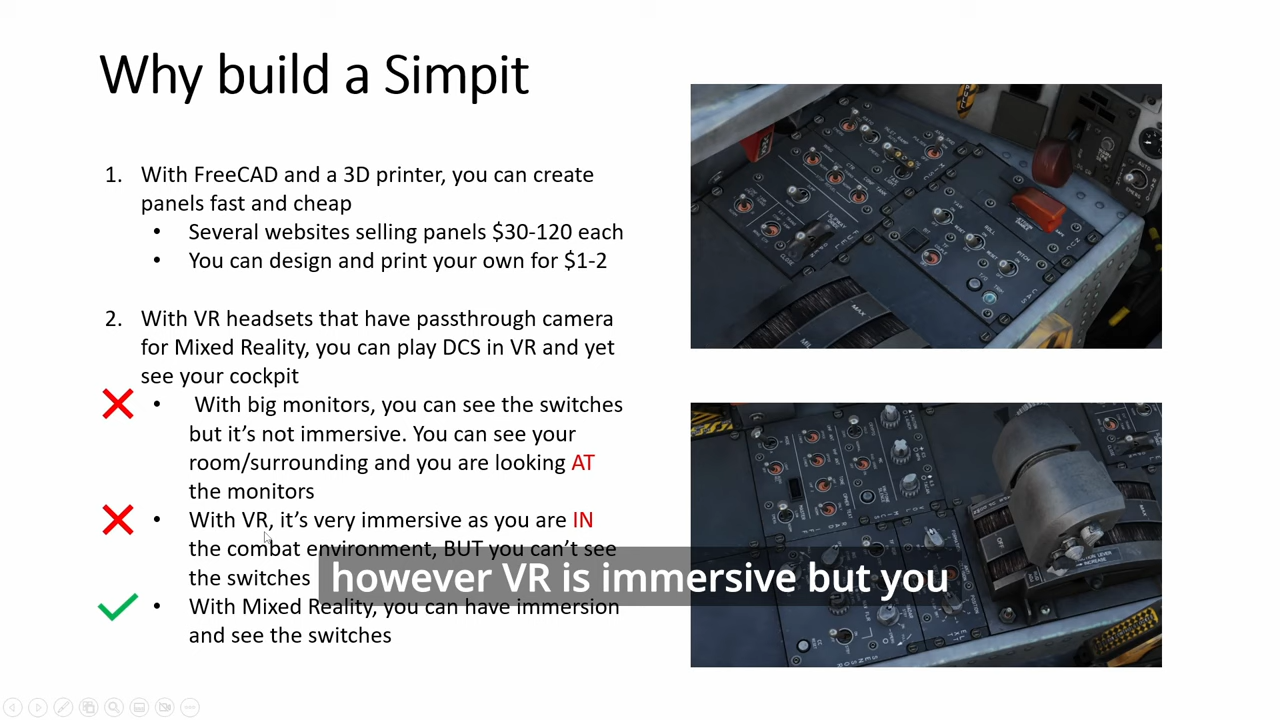 Why build a Simpit
1. With FreeCAD and a 3D printer, you can create
panels fast and cheap
• Several websites selling panels $30-120 each
• You can design and print your own for $1-2
2. With VR headsets that have passthrough camera
for Mixed Reality, you can play DCS in VR and yet
see your cockpit
• With big monitors, you can see the switches
but it’s not immersive. You can see your
room/surrounding and you are looking AT
the monitors
• With VR, it’s very immersive as you are IN
the combat environment, BUT you can’t see
the switches
• With Mixed Reality, you can have immersion
and see the switches
however VR is immersive but you
MAX
OFF